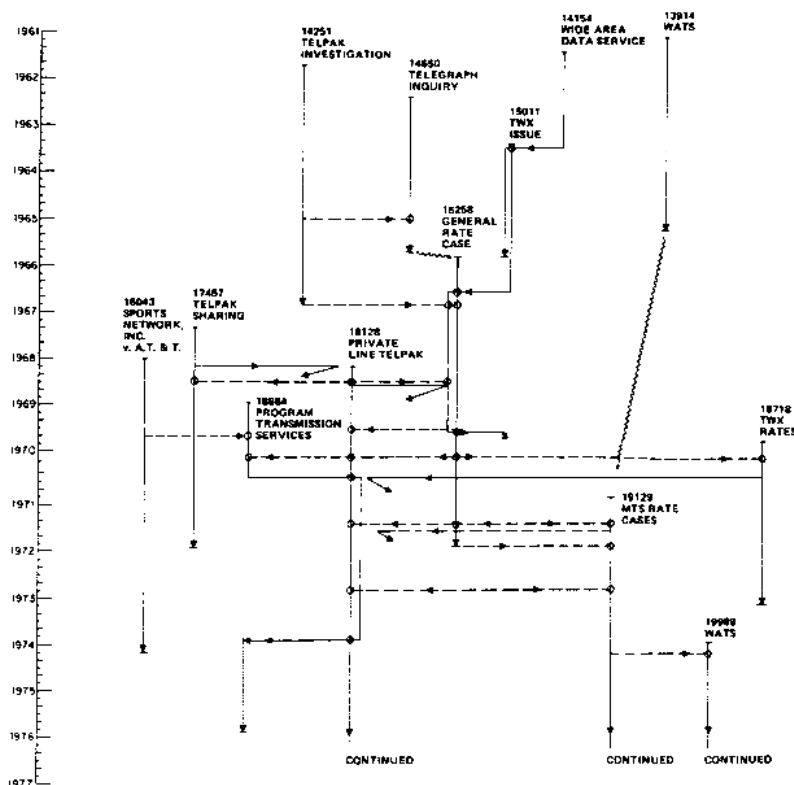 1961
1962
1963
1964
1965
1966
1967
1968
1969
1970
1971
1972
1973
1974
1975
1976
1977
14251
TELPAK
INVESTIGATION
14650
TELEGRAPH
INQUIRY
14154
WIDE AREA
DATA SERVICE
13914
WATS
15011
TWX
ISSUE
16258
GENERAL
RATE
CASE
16043
SPORTS
NETWORK,
INC.
v. A.T. & T.
17457
TELPAK
SHARING
18128
PRIVATE
LINE TELPAK
18684
PROGRAM
TRANSMISSION
SERVICES
18718
TWX
RATES
19129
MTS RATE
CASES
19989
WATS
CONTINUED
CONTINUED
CONTINUED